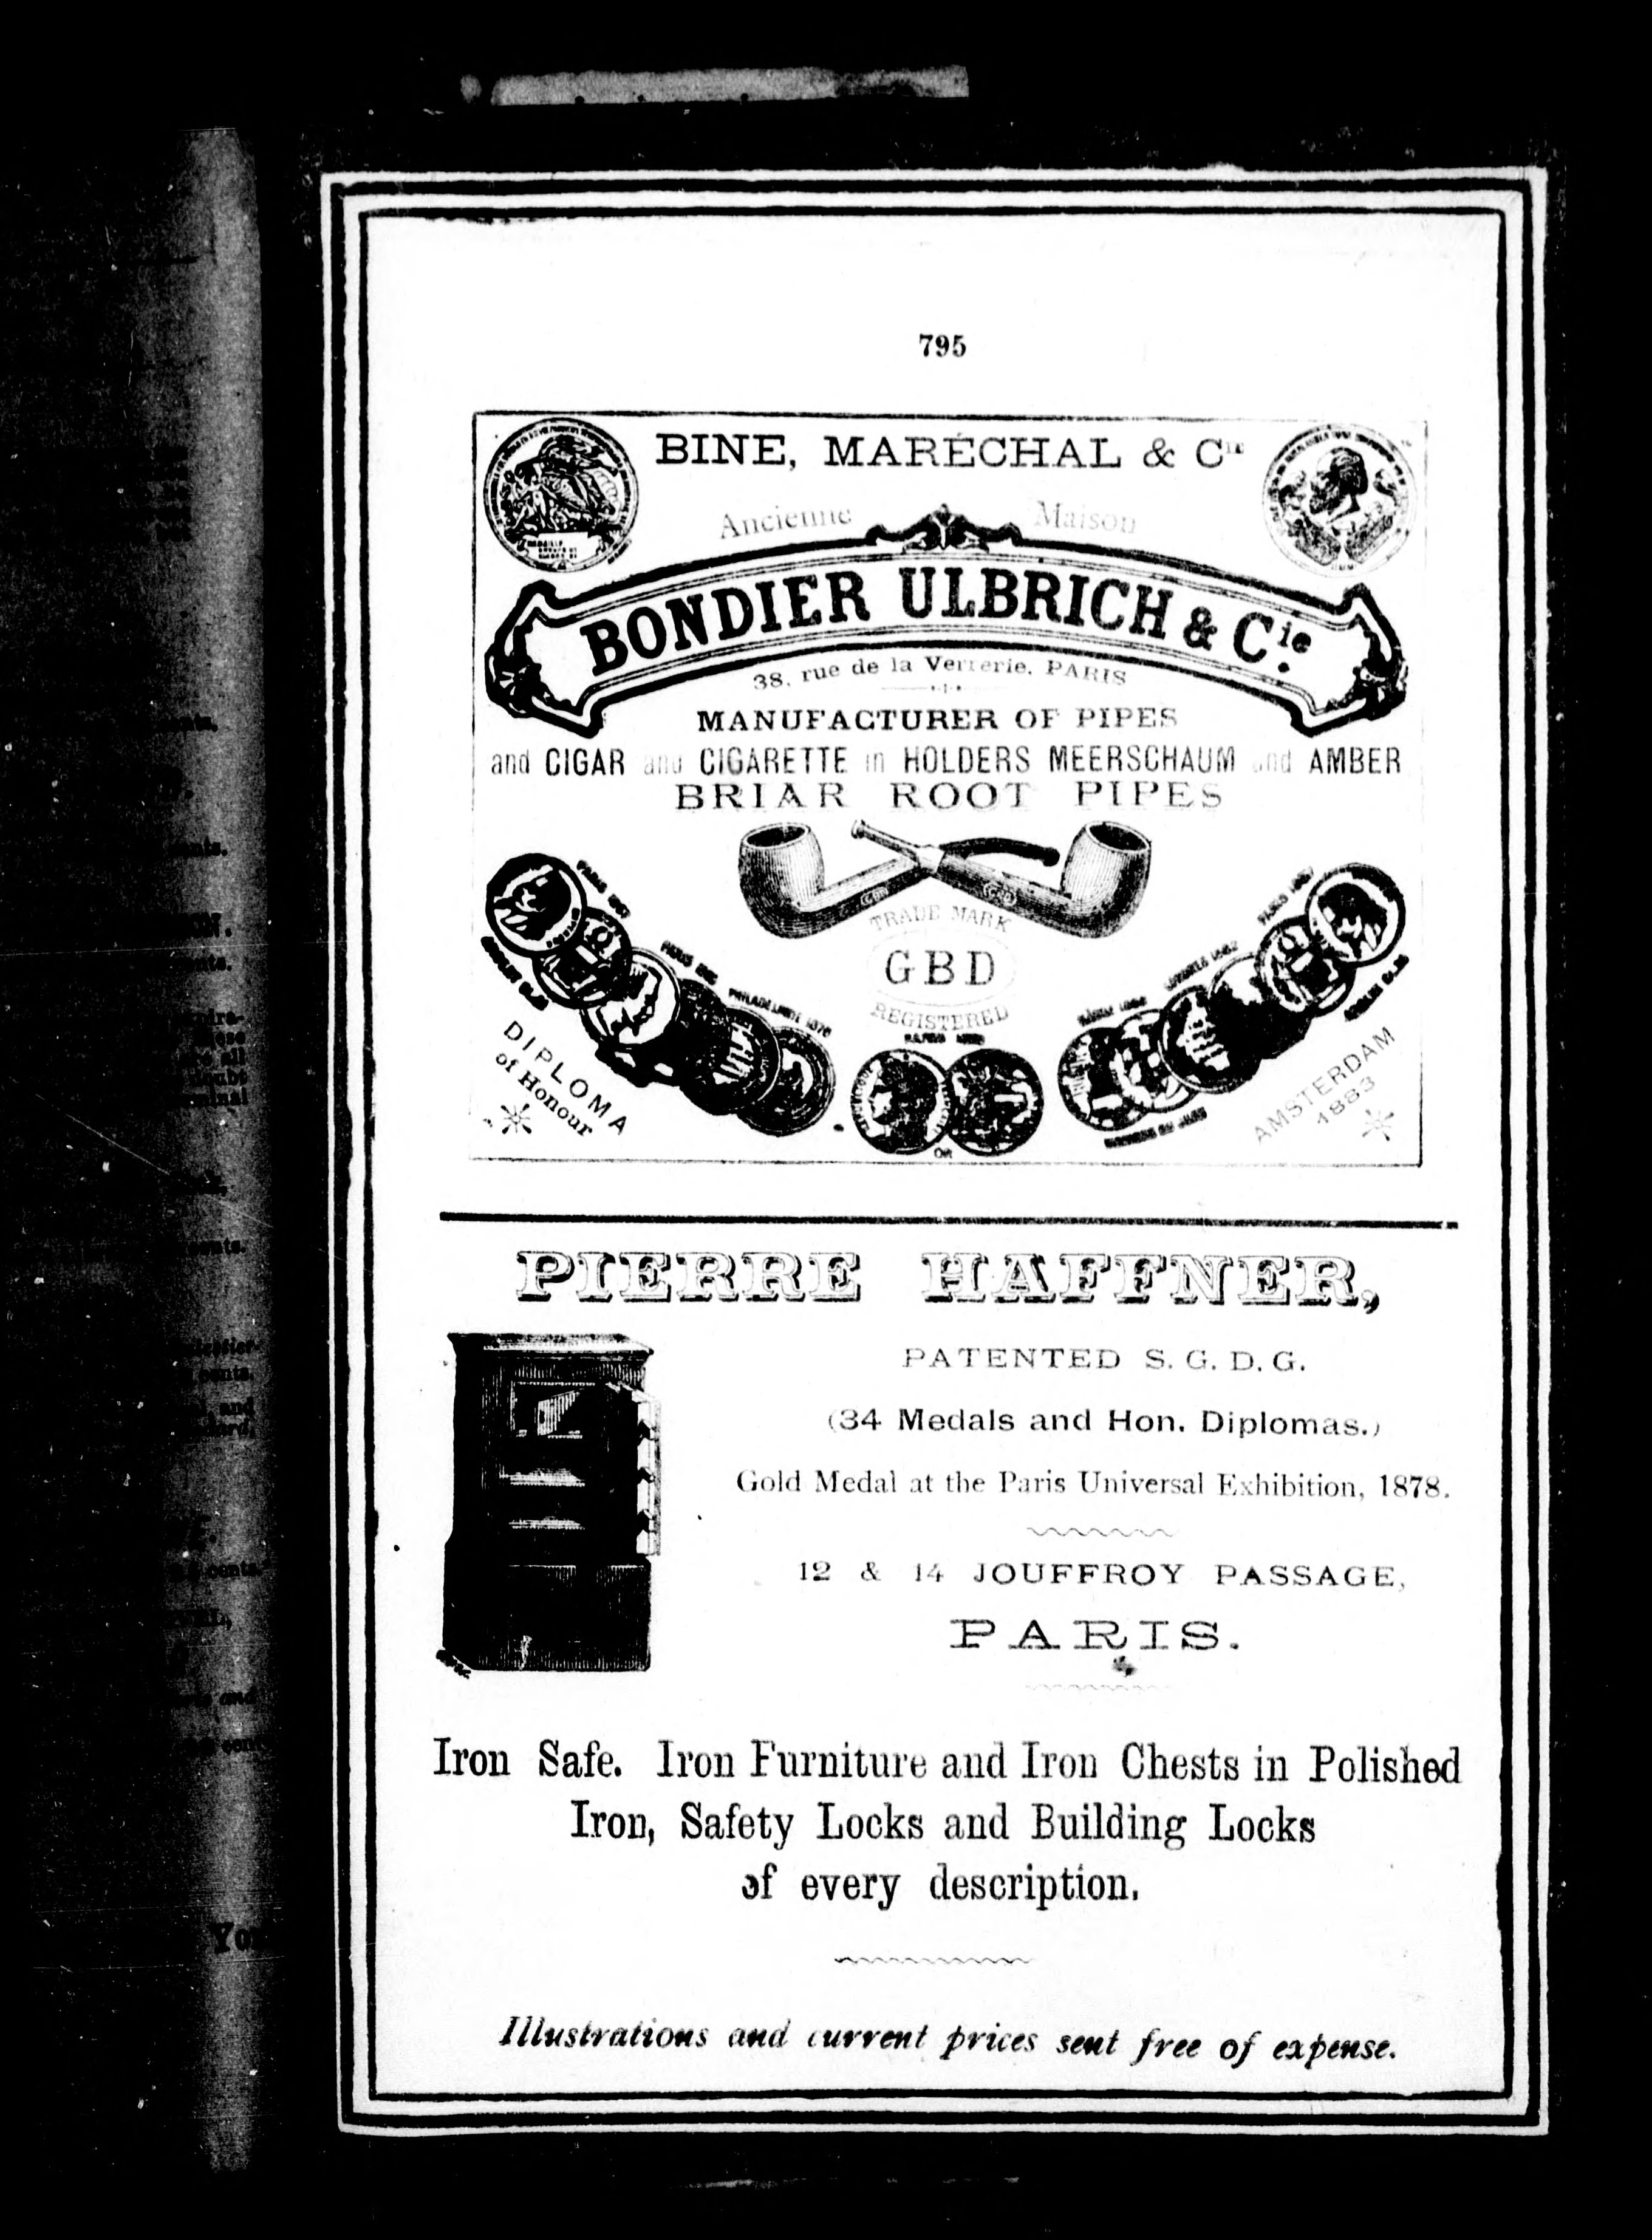 795
BINE, MARÉCHAL & CIE
Ancienne Maison
BONDIER ULBRICH & Cie.
38, rue de la Verrerie, PARIS
MANUFACTURER OF PIPES
and CIGAR and CIGARETTE in HOLDERS MEERSCHAUM and AMBER
BRIAR ROOT PIPES
TRADE MARK
GBD
REGISTERED
PHILADELPHIE 1876
DIPLOMA
of Honour
AMSTERDAM
1883
OR
PIERRE HAFFNER,
PATENTED S. G. D. G.
(34 Medals and Hon. Diplomas.)
Gold Medal at the Paris Universal Exhibition, 1878.
12 & 14 JOUFFROY PASSAGE,
PARIS.
Iron Safe. Iron Furniture and Iron Chests in Polished
Iron, Safety Locks and Building Locks
of every description.
Illustrations and current prices sent free of expense.